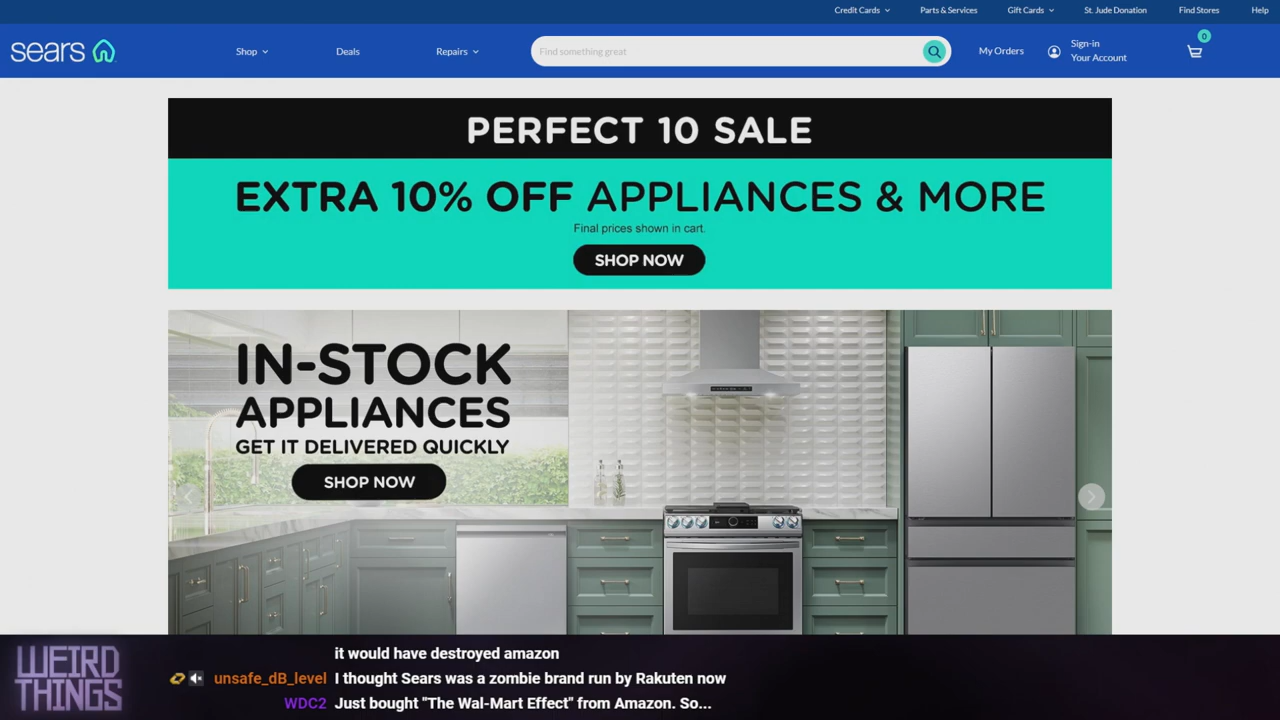 Credit Cards Parts & Services Gift Cards St. Jude Donation Find Stores Help
sears Shop Deals Repairs Find something great My Orders Sign-in Your Account 0
PERFECT 10 SALE
EXTRA 10% OFF APPLIANCES & MORE
Final prices shown in cart.
SHOP NOW
IN-STOCK
APPLIANCES
GET IT DELIVERED QUICKLY
SHOP NOW
WEIRD
THINGS
it would have destroyed amazon
unsafe_dB_level I thought Sears was a zombie brand run by Rakuten now
WDC2 Just bought "The Wal-Mart Effect" from Amazon. So...